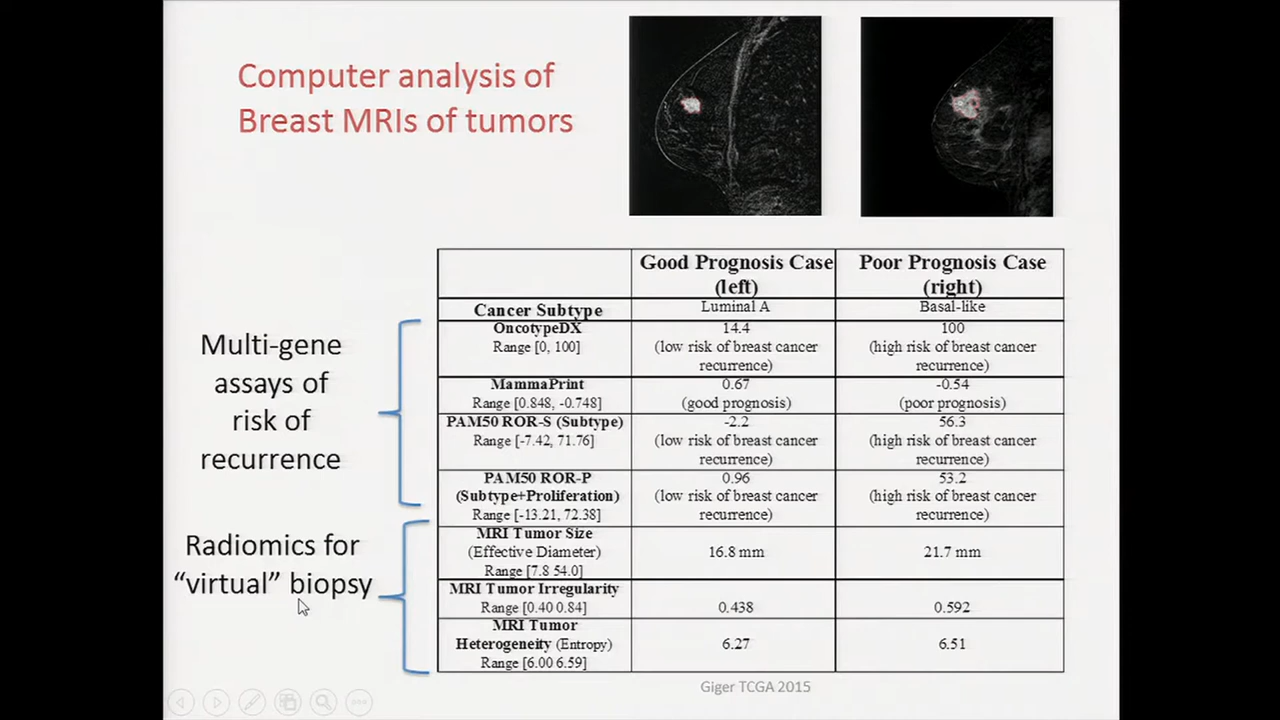 Computer analysis of
Breast MRIs of tumors
Good Prognosis Case
(left)
Poor Prognosis Case
(right)
Cancer Subtype
Luminal A
Basal-like
Multi-gene
assays of
risk of
recurrence
OncotypeDX
Range [0, 100]
14.4
(low risk of breast cancer
recurrence)
100
(high risk of breast cancer
recurrence)
MammaPrint
Range [0.848, -0.748]
0.67
(good prognosis)
-0.54
(poor prognosis)
PAM50 ROR-S (Subtype)
Range [-7.42, 71.76]
-2.2
(low risk of breast cancer
recurrence)
56.3
(high risk of breast cancer
recurrence)
PAM50 ROR-P
(Subtype+Proliferation)
Range [-13.21, 72.38]
0.96
(low risk of breast cancer
recurrence)
53.2
(high risk of breast cancer
recurrence)
Radiomics for
“virtual” biopsy
MRI Tumor Size
(Effective Diameter)
Range [7.8 54.0]
16.8 mm
21.7 mm
MRI Tumor Irregularity
Range [0.40 0.84]
0.438
0.592
MRI Tumor
Heterogeneity (Entropy)
Range [6.00 6.59]
6.27
6.51
Giger TCGA 2015